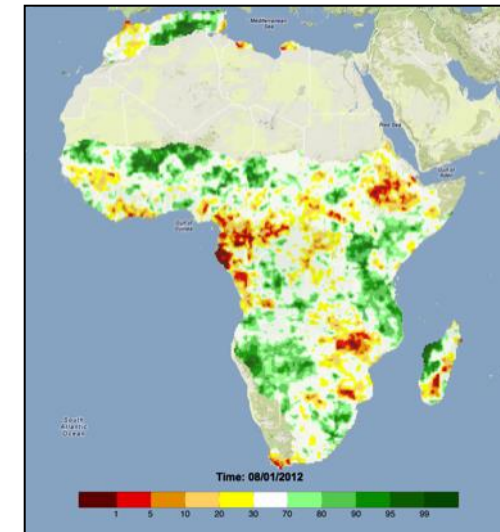 Mediterranean
Sea
Red Sea
Gulf of
Aden
Gulf of
Guinea
South
Atlantic
Ocean
Time: 08/01/2012
1 5 10 20 30 70 80 90 95 99